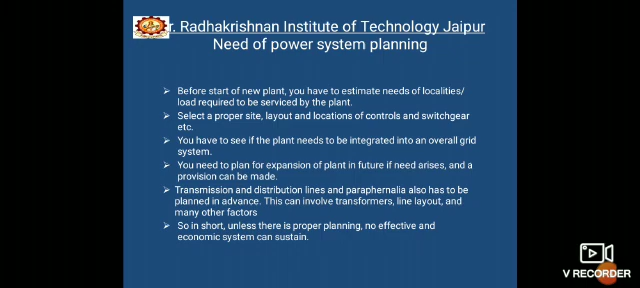 r. Radhakrishnan Institute of Technology Jaipur
Need of power system planning
Before start of new plant, you have to estimate needs of localities/
load required to be serviced by the plant.
Select a proper site, layout and locations of controls and switchgear
etc.
You have to see if the plant needs to be integrated into an overall grid
system.
You need to plan for expansion of plant in future if need arises, and a
provision can be made.
Transmission and distribution lines and paraphernalia also has to be
planned in advance. This can involve transformers, line layout, and
many other factors
So in short, unless there is proper planning, no effective and
economic system can sustain.
V RECORDER